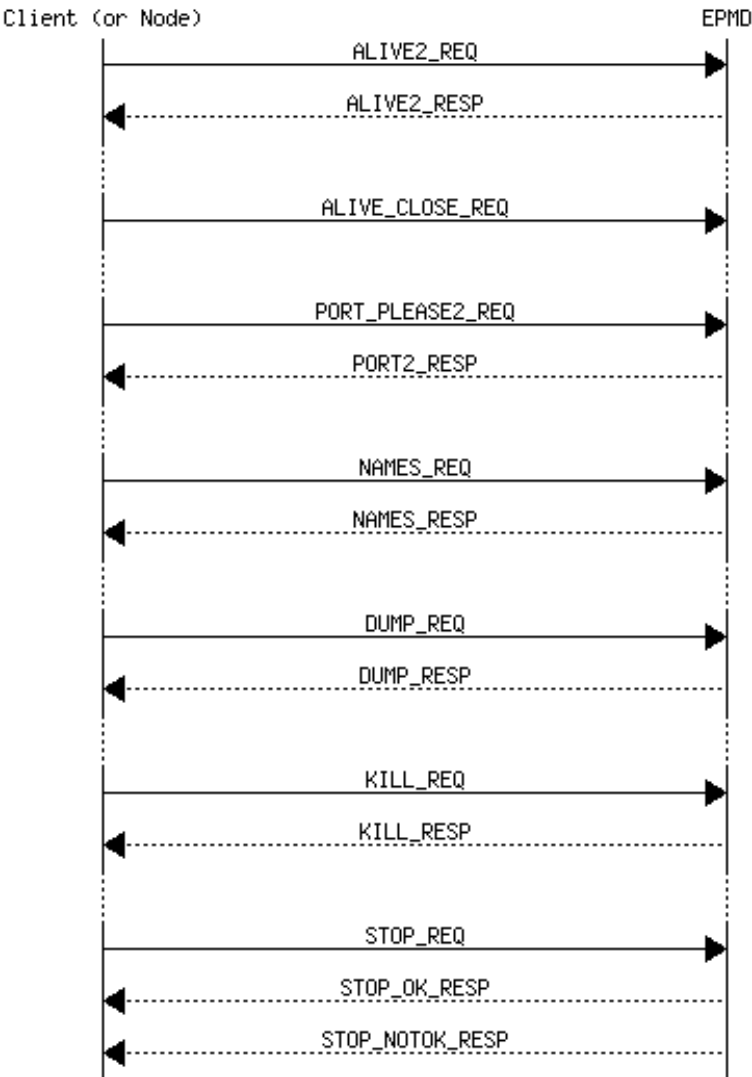 Client (or Node) EPMD
ALIVE2_REQ
ALIVE2_RESP
ALIVE_CLOSE_REQ
PORT_PLEASE2_REQ
PORT2_RESP
NAMES_REQ
NAMES_RESP
DUMP_REQ
DUMP_RESP
KILL_REQ
KILL_RESP
STOP_REQ
STOP_OK_RESP
STOP_NOTOK_RESP